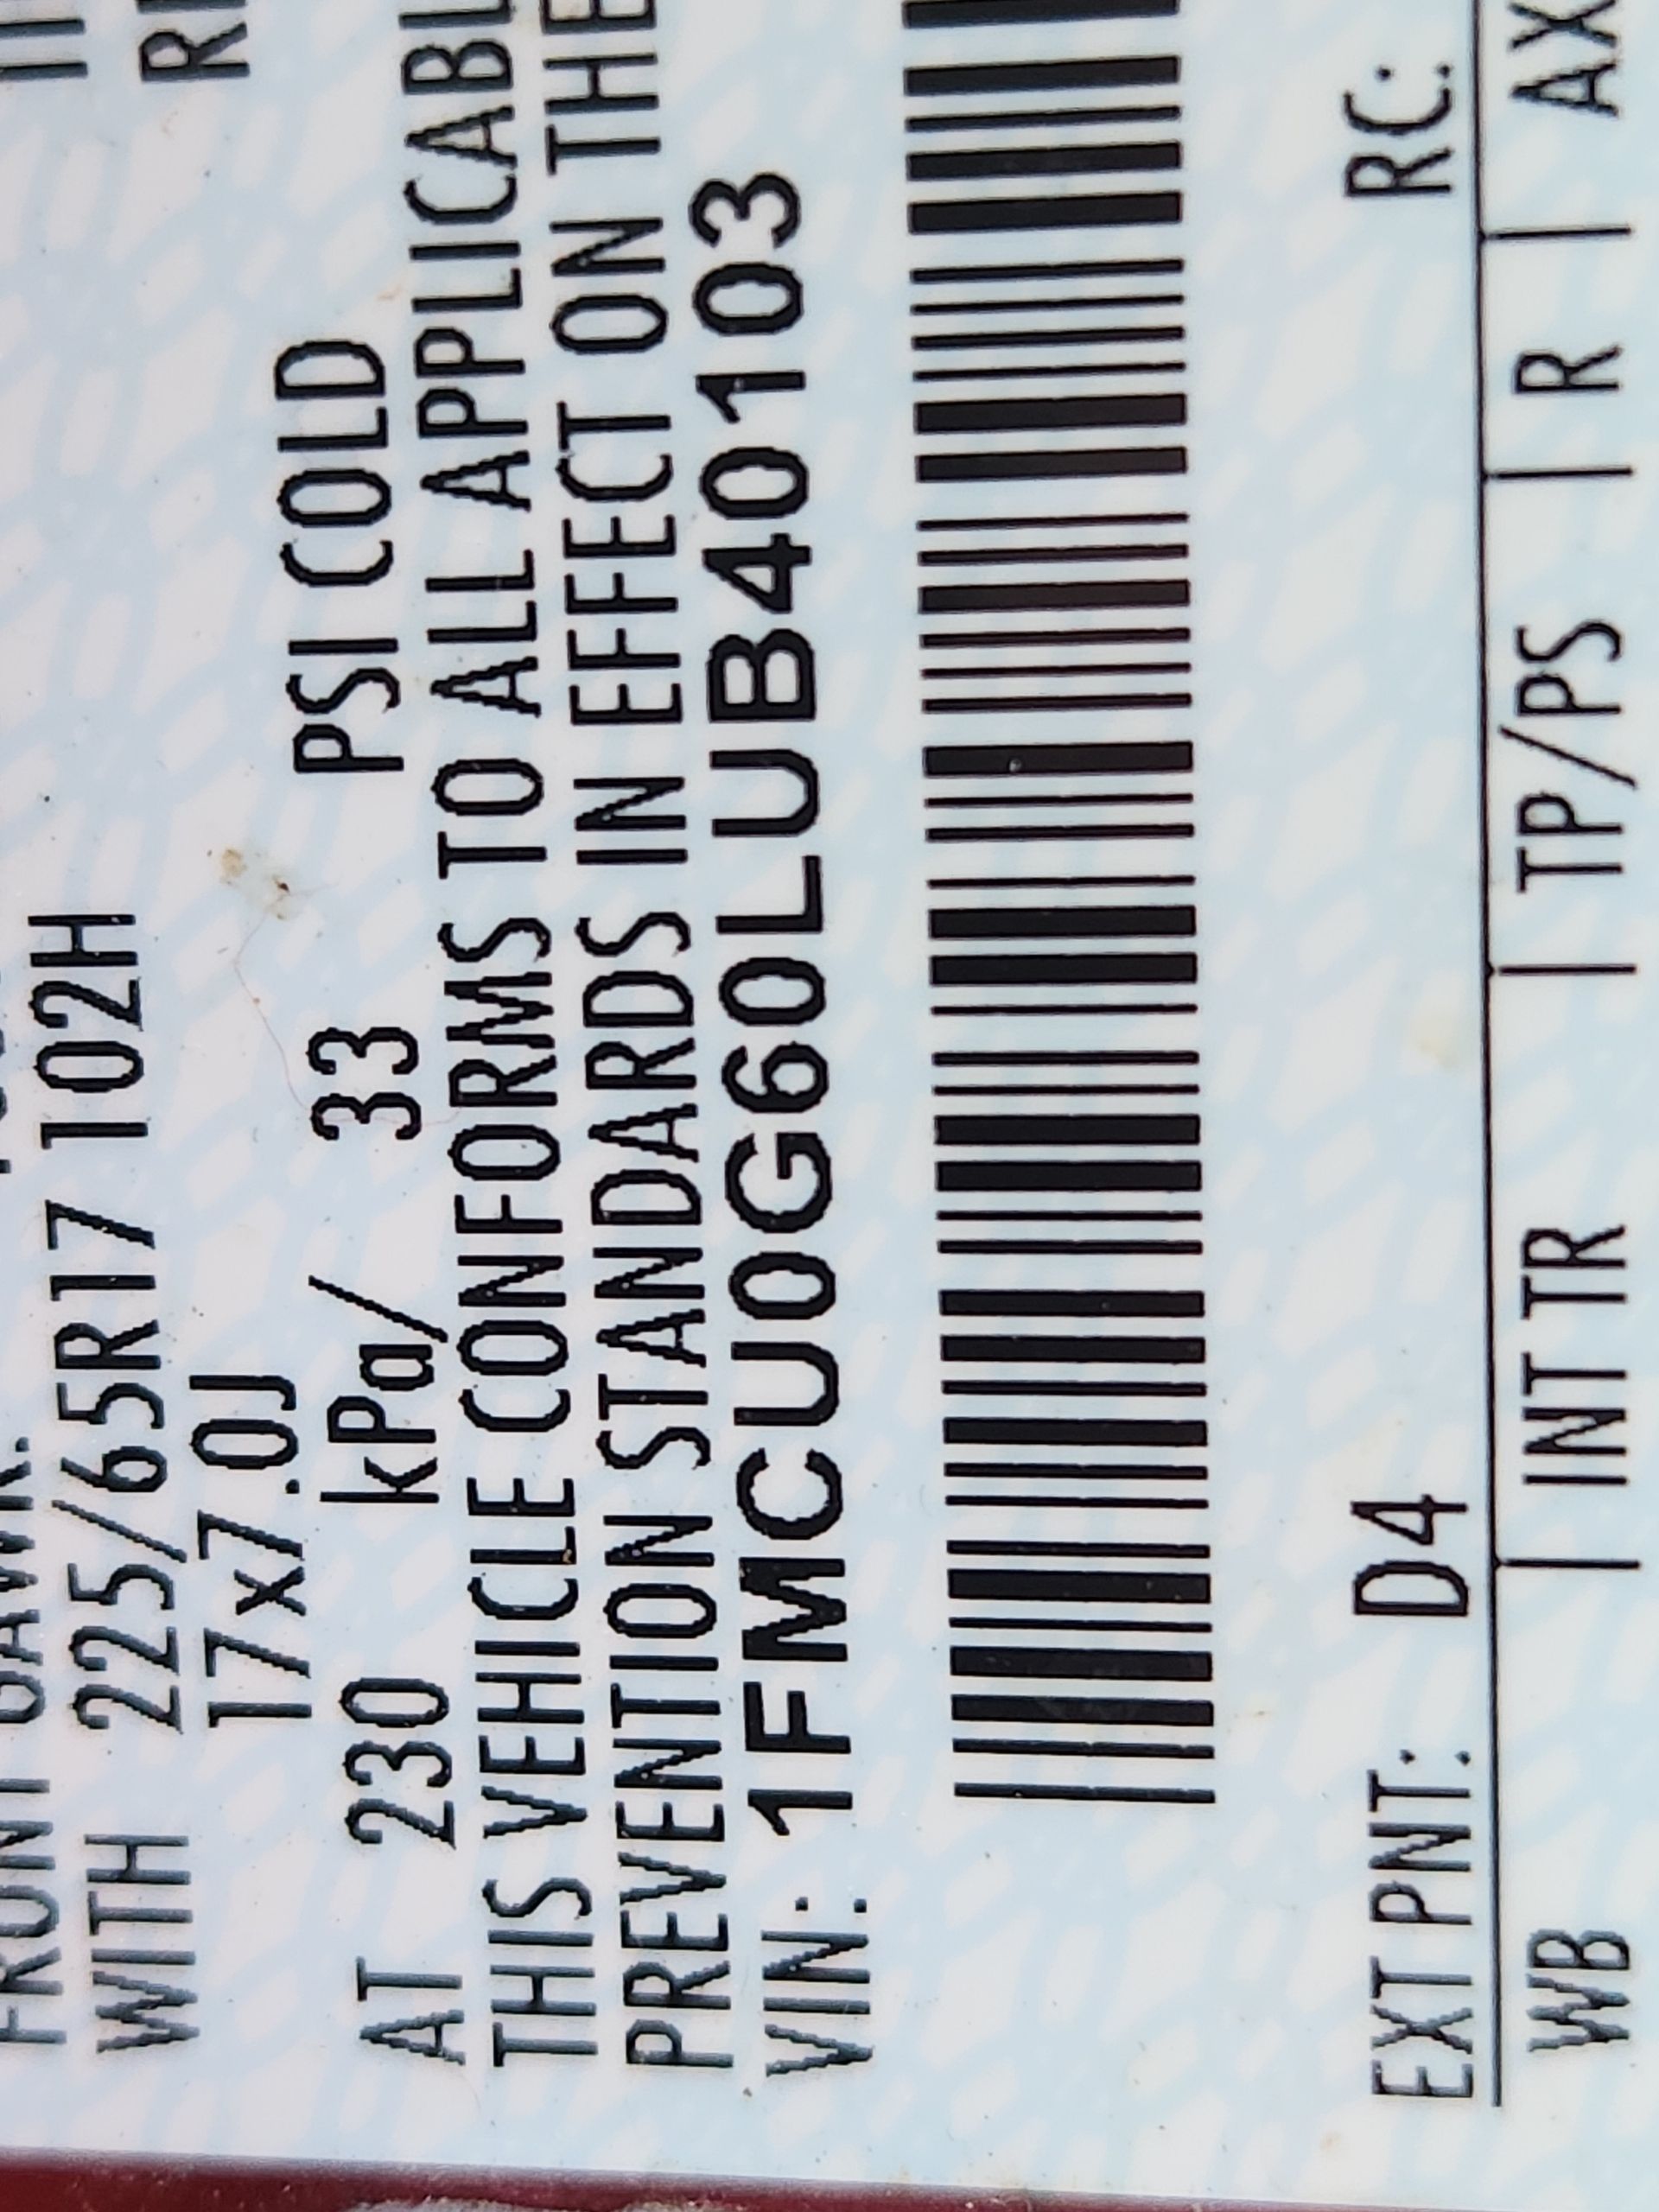 WITH 225/65R17 102H
17x7.0J
AT 230 kPa/ 33 PSI COLD
THIS VEHICLE CONFORMS TO ALL APPLICABL
PREVENTION STANDARDS IN EFFECT ON THE
VIN: 1FMCU0G60LUB40103
EXT PNT: D4 RC:
WB | INT TR | TP/PS | R | AX